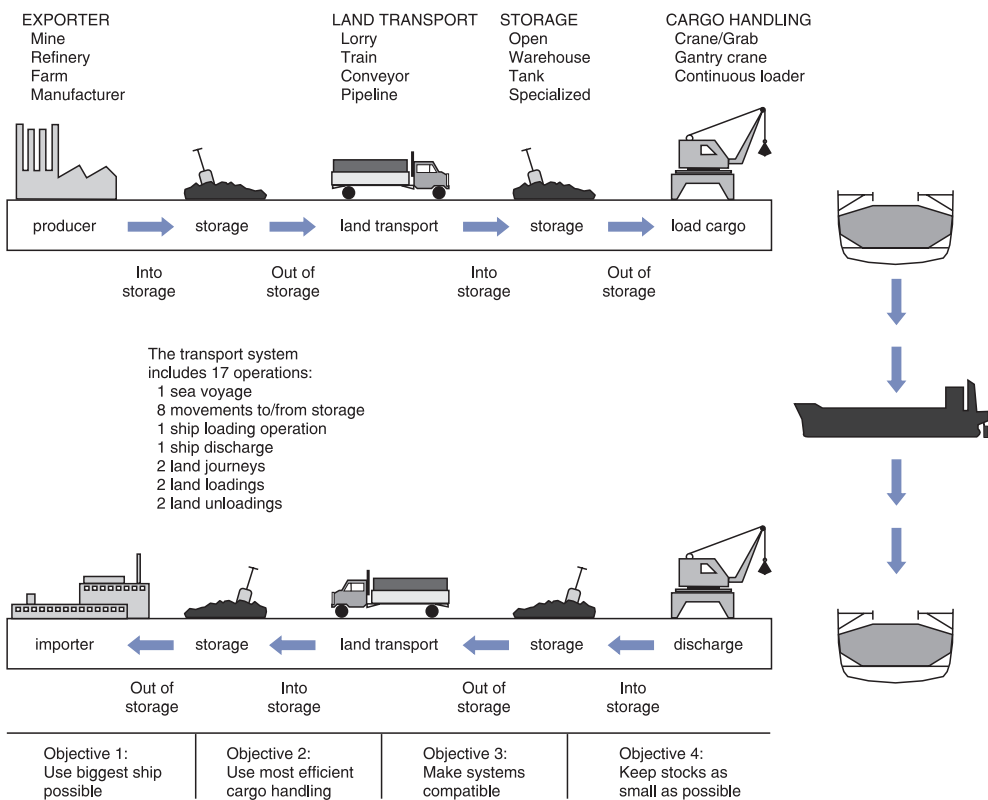 EXPORTER
Mine
Refinery
Farm
Manufacturer
LAND TRANSPORT
Lorry
Train
Conveyor
Pipeline
STORAGE
Open
Warehouse
Tank
Specialized
CARGO HANDLING
Crane/Grab
Gantry crane
Continuous loader
producer
storage
land transport
storage
load cargo
Into
storage
Out of
storage
Into
storage
Out of
storage
The transport system
includes 17 operations:
1 sea voyage
8 movements to/from storage
1 ship loading operation
1 ship discharge
2 land journeys
2 land loadings
2 land unloadings
importer
storage
land transport
storage
discharge
Out of
storage
Into
storage
Out of
storage
Into
storage
Objective 1:
Use biggest ship
possible
Objective 2:
Use most efficient
cargo handling
Objective 3:
Make systems
compatible
Objective 4:
Keep stocks as
small as possible